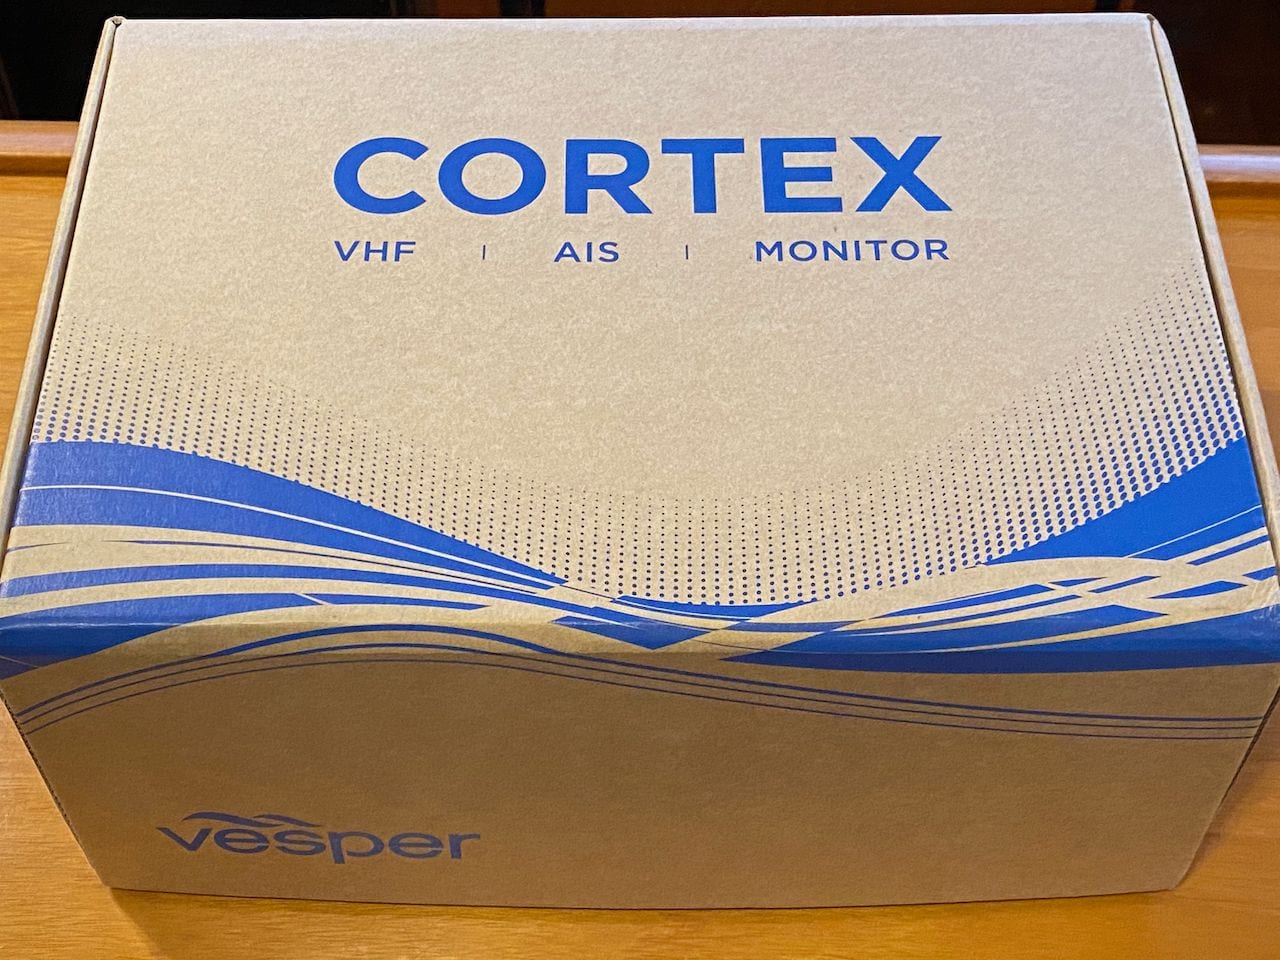 CORTEX
VHF | AIS | MONITOR
vesper